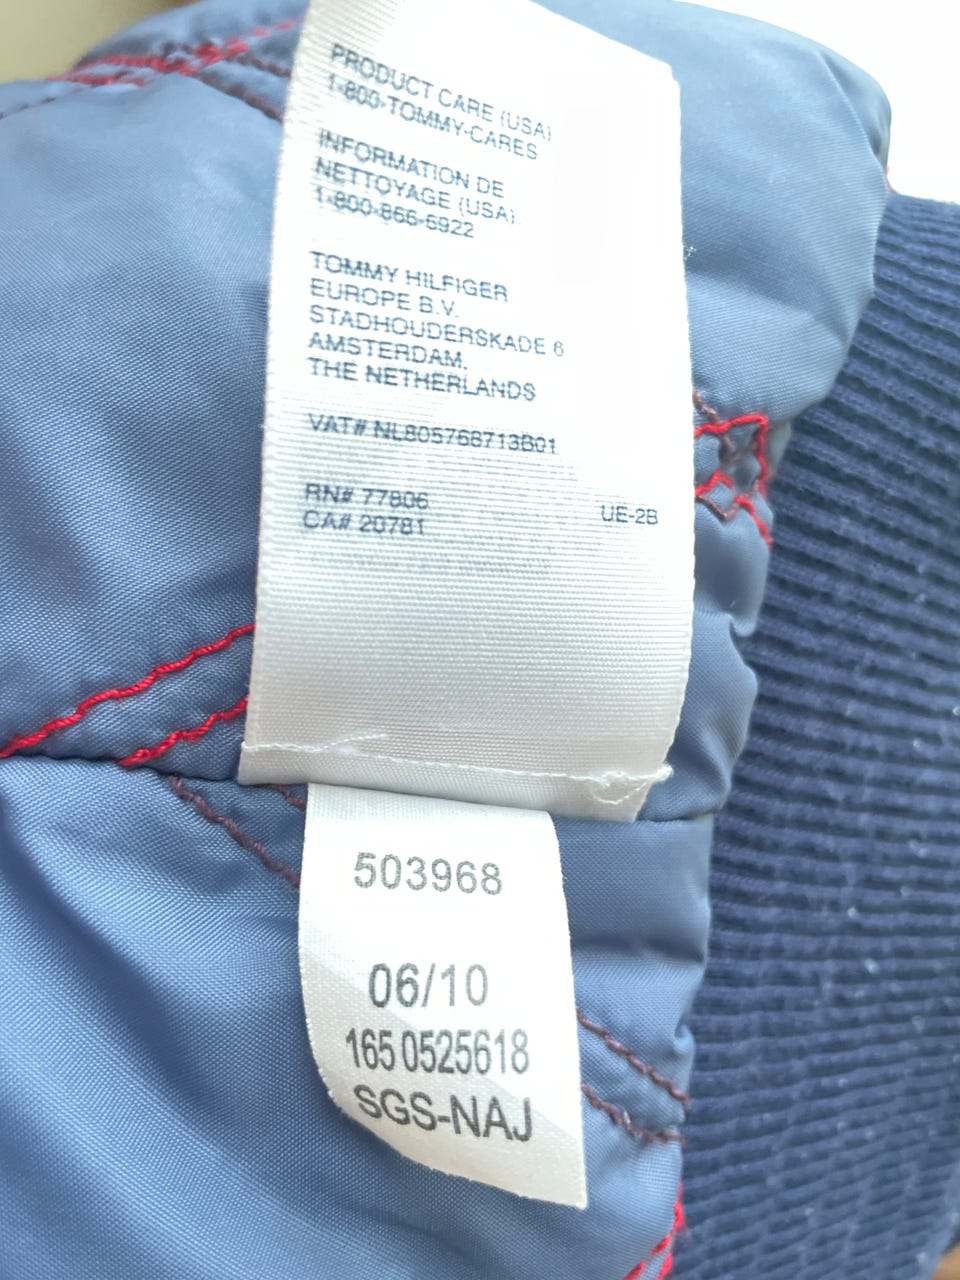 PRODUCT CARE (USA)
1-800-TOMMY-CARES
INFORMATION DE
NETTOYAGE (USA)
1-800-866-6922
TOMMY HILFIGER
EUROPE B.V.
STADHOUDERSKADE 6
AMSTERDAM,
THE NETHERLANDS
VAT# NL805768713B01
RN# 77806
CA# 20781 UE-2B
503968
06/10
165 0525618
SGS-NAJ